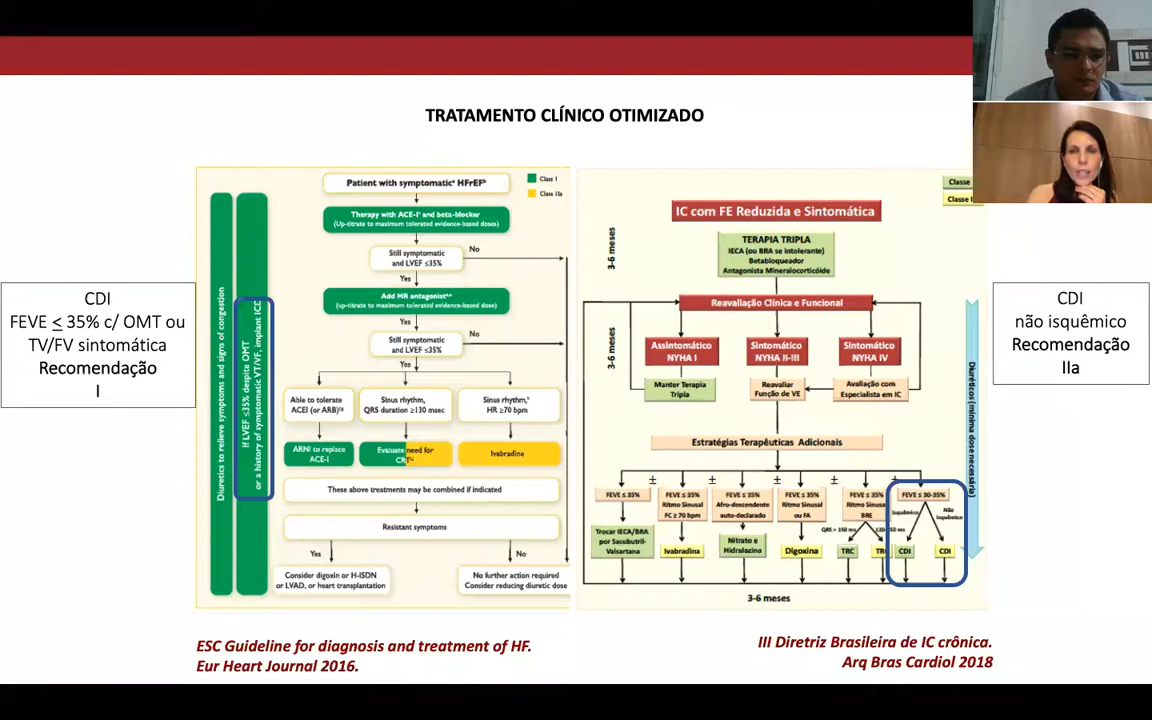 TRATAMENTO CLÍNICO OTIMIZADO
CDI
FEVE < 35% c/ OMT ou
TV/FV sintomática
Recomendação
I
Diuretics to relieve symptoms and signs of congestion
If LVEF ≤35% despite OMT
or a history of symptomatic VT/VF, implant ICD
Patient with symptomatic HFrEF
Class I
Class IIa
Therapy with ACE-I and beta-blocker
(Up-titrate to maximum tolerated evidence-based doses)
Still symptomatic
and LVEF ≤35%
No
Yes
Add MR antagonist
(up-titrate to maximum tolerated evidence-based dose)
Yes
Still symptomatic
and LVEF ≤35%
No
Yes
Able to tolerate
ACEI (or ARB)
Sinus rhythm,
QRS duration ≥130 msec
Sinus rhythm,
HR ≥70 bpm
ARNI to replace
ACE-I
Evaluate need for
CRT
Ivabradine
These above treatments may be combined if indicated
Resistant symptoms
Yes
No
Consider digoxin or H-ISDN
or LVAD, or heart transplantation
No further action required
Consider reducing diuretic dose
ESC Guideline for diagnosis and treatment of HF.
Eur Heart Journal 2016.
Classe
Classe I
IC com FE Reduzida e Sintomática
3-6 meses
TERAPIA TRIPLA
IECA (ou BRA se intolerante)
Betabloqueador
Antagonista Mineralocorticóide
Reavaliação Clínica e Funcional
3-6 meses
Assintomático
NYHA I
Sintomático
NYHA II-III
Sintomático
NYHA IV
Manter Terapia
Tripla
Reavaliar
Função de VE
Avaliação com
Especialista em IC
Estratégias Terapêuticas Adicionais
± ± ± ± ±
FEVE ≤ 35%
FEVE ≤ 35%
Ritmo Sinusal
FC ≥ 70 bpm
FEVE ≤ 35%
Afro-descendente
auto-declarado
FEVE ≤ 35%
Ritmo Sinusal
ou FA
FEVE ≤ 35%
Ritmo Sinusal
BRE
FEVE ≤ 30-35%
Isquêmico
Não
Isquêmico
QRS > 150 ms
Trocar IECA/BRA
por Sacubutril-
Valsartana
Ivabradina
Nitrato e
Hidralazina
Digoxina
TRC
CDI
CDI
3-6 meses
Diuréticos (mínima dose necessária)
III Diretriz Brasileira de IC crônica.
Arq Bras Cardiol 2018
CDI
não isquêmico
Recomendação
IIa